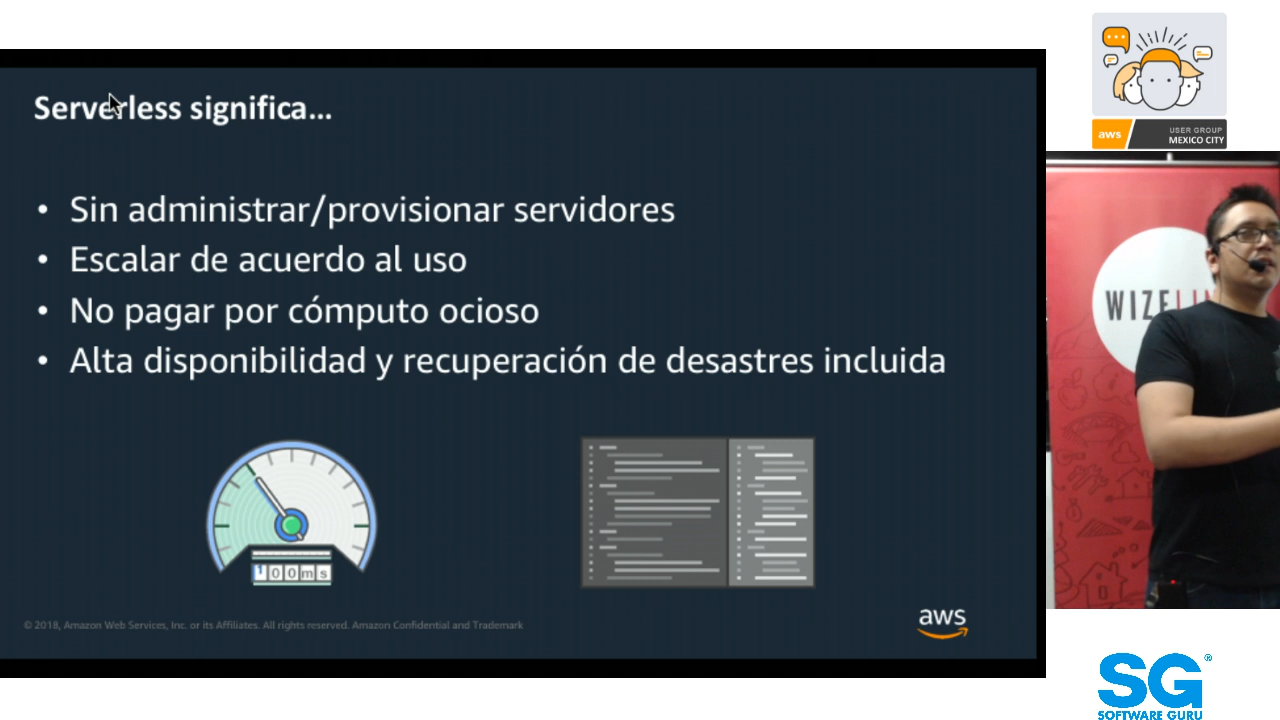 Serverless significa...
• Sin administrar/provisionar servidores
• Escalar de acuerdo al uso
• No pagar por cómputo ocioso
• Alta disponibilidad y recuperación de desastres incluida
100ms
© 2018, Amazon Web Services, Inc. or its Affiliates. All rights reserved. Amazon Confidential and Trademark
aws
aws
USER GROUP
MEXICO CITY
WIZELIN
SG®
SOFTWARE GURU